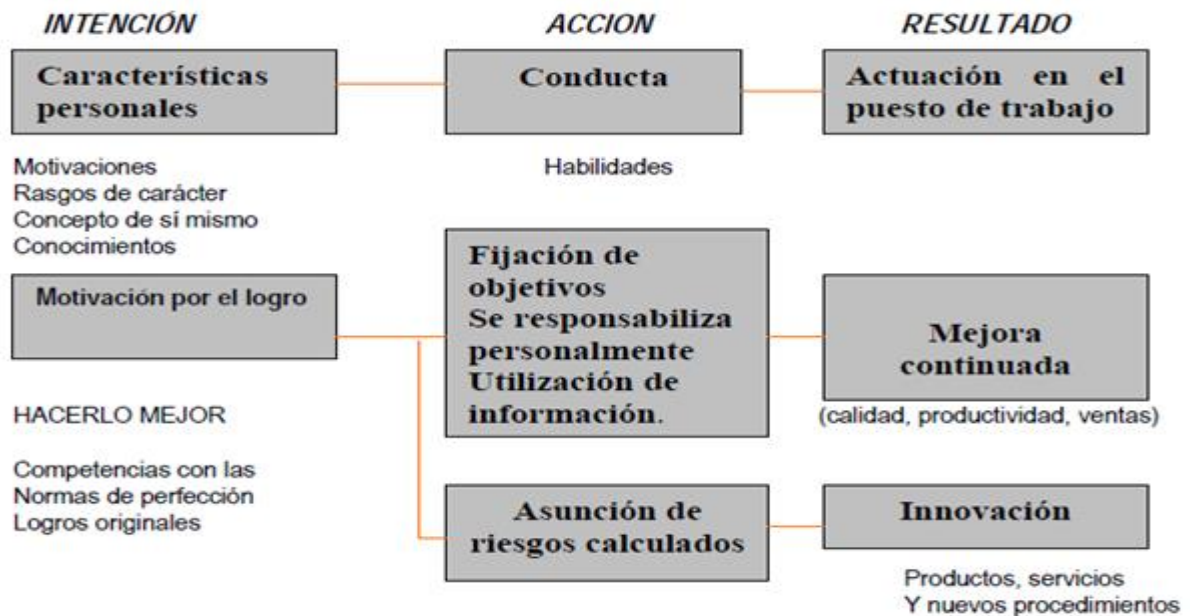 INTENCIÓN
ACCION
RESULTADO
Características
personales
Conducta
Actuación en el
puesto de trabajo
Motivaciones
Rasgos de carácter
Concepto de sí mismo
Conocimientos
Habilidades
Motivación por el logro
Fijación de
objetivos
Se responsabiliza
personalmente
Utilización de
información.
Mejora
continuada
(calidad, productividad, ventas)
HACERLO MEJOR
Competencias con las
Normas de perfección
Logros originales
Asunción de
riesgos calculados
Innovación
Productos, servicios
Y nuevos procedimientos